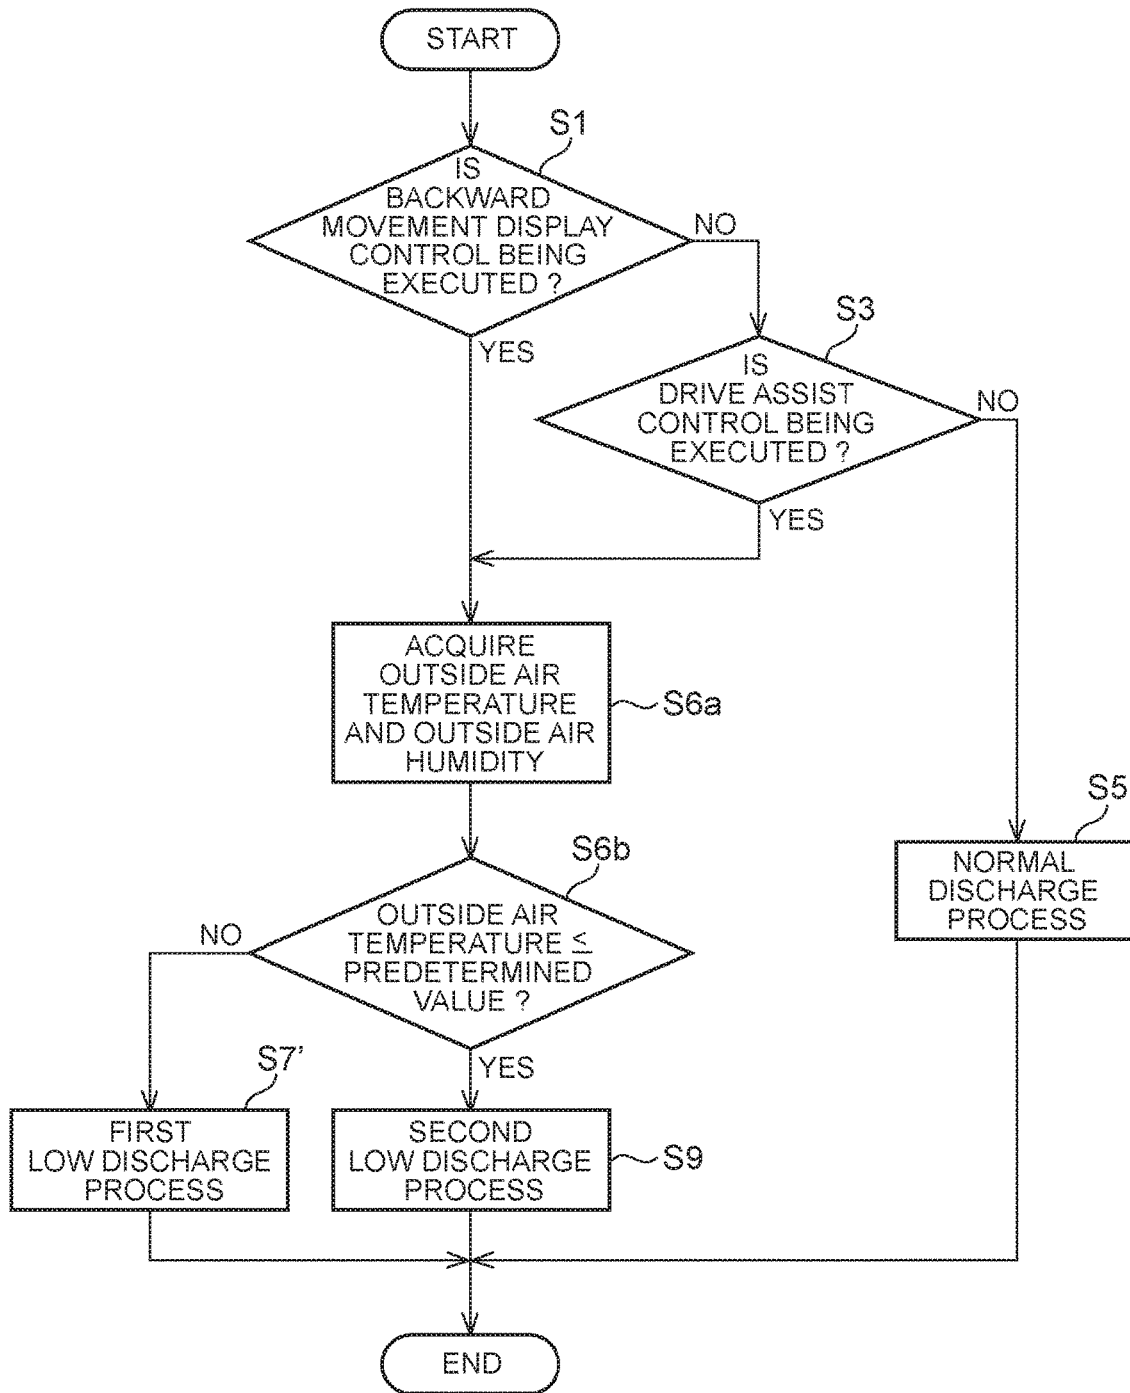 START
S1
IS
BACKWARD
MOVEMENT DISPLAY
CONTROL BEING
EXECUTED ?
NO
YES
S3
IS
DRIVE ASSIST
CONTROL BEING
EXECUTED ?
NO
YES
ACQUIRE
OUTSIDE AIR
TEMPERATURE
AND OUTSIDE AIR
HUMIDITY
S6a
S5
NORMAL
DISCHARGE
PROCESS
S6b
OUTSIDE AIR
TEMPERATURE ≤
PREDETERMINED
VALUE ?
NO
YES
S7’
FIRST
LOW DISCHARGE
PROCESS
SECOND
LOW DISCHARGE
PROCESS
S9
END